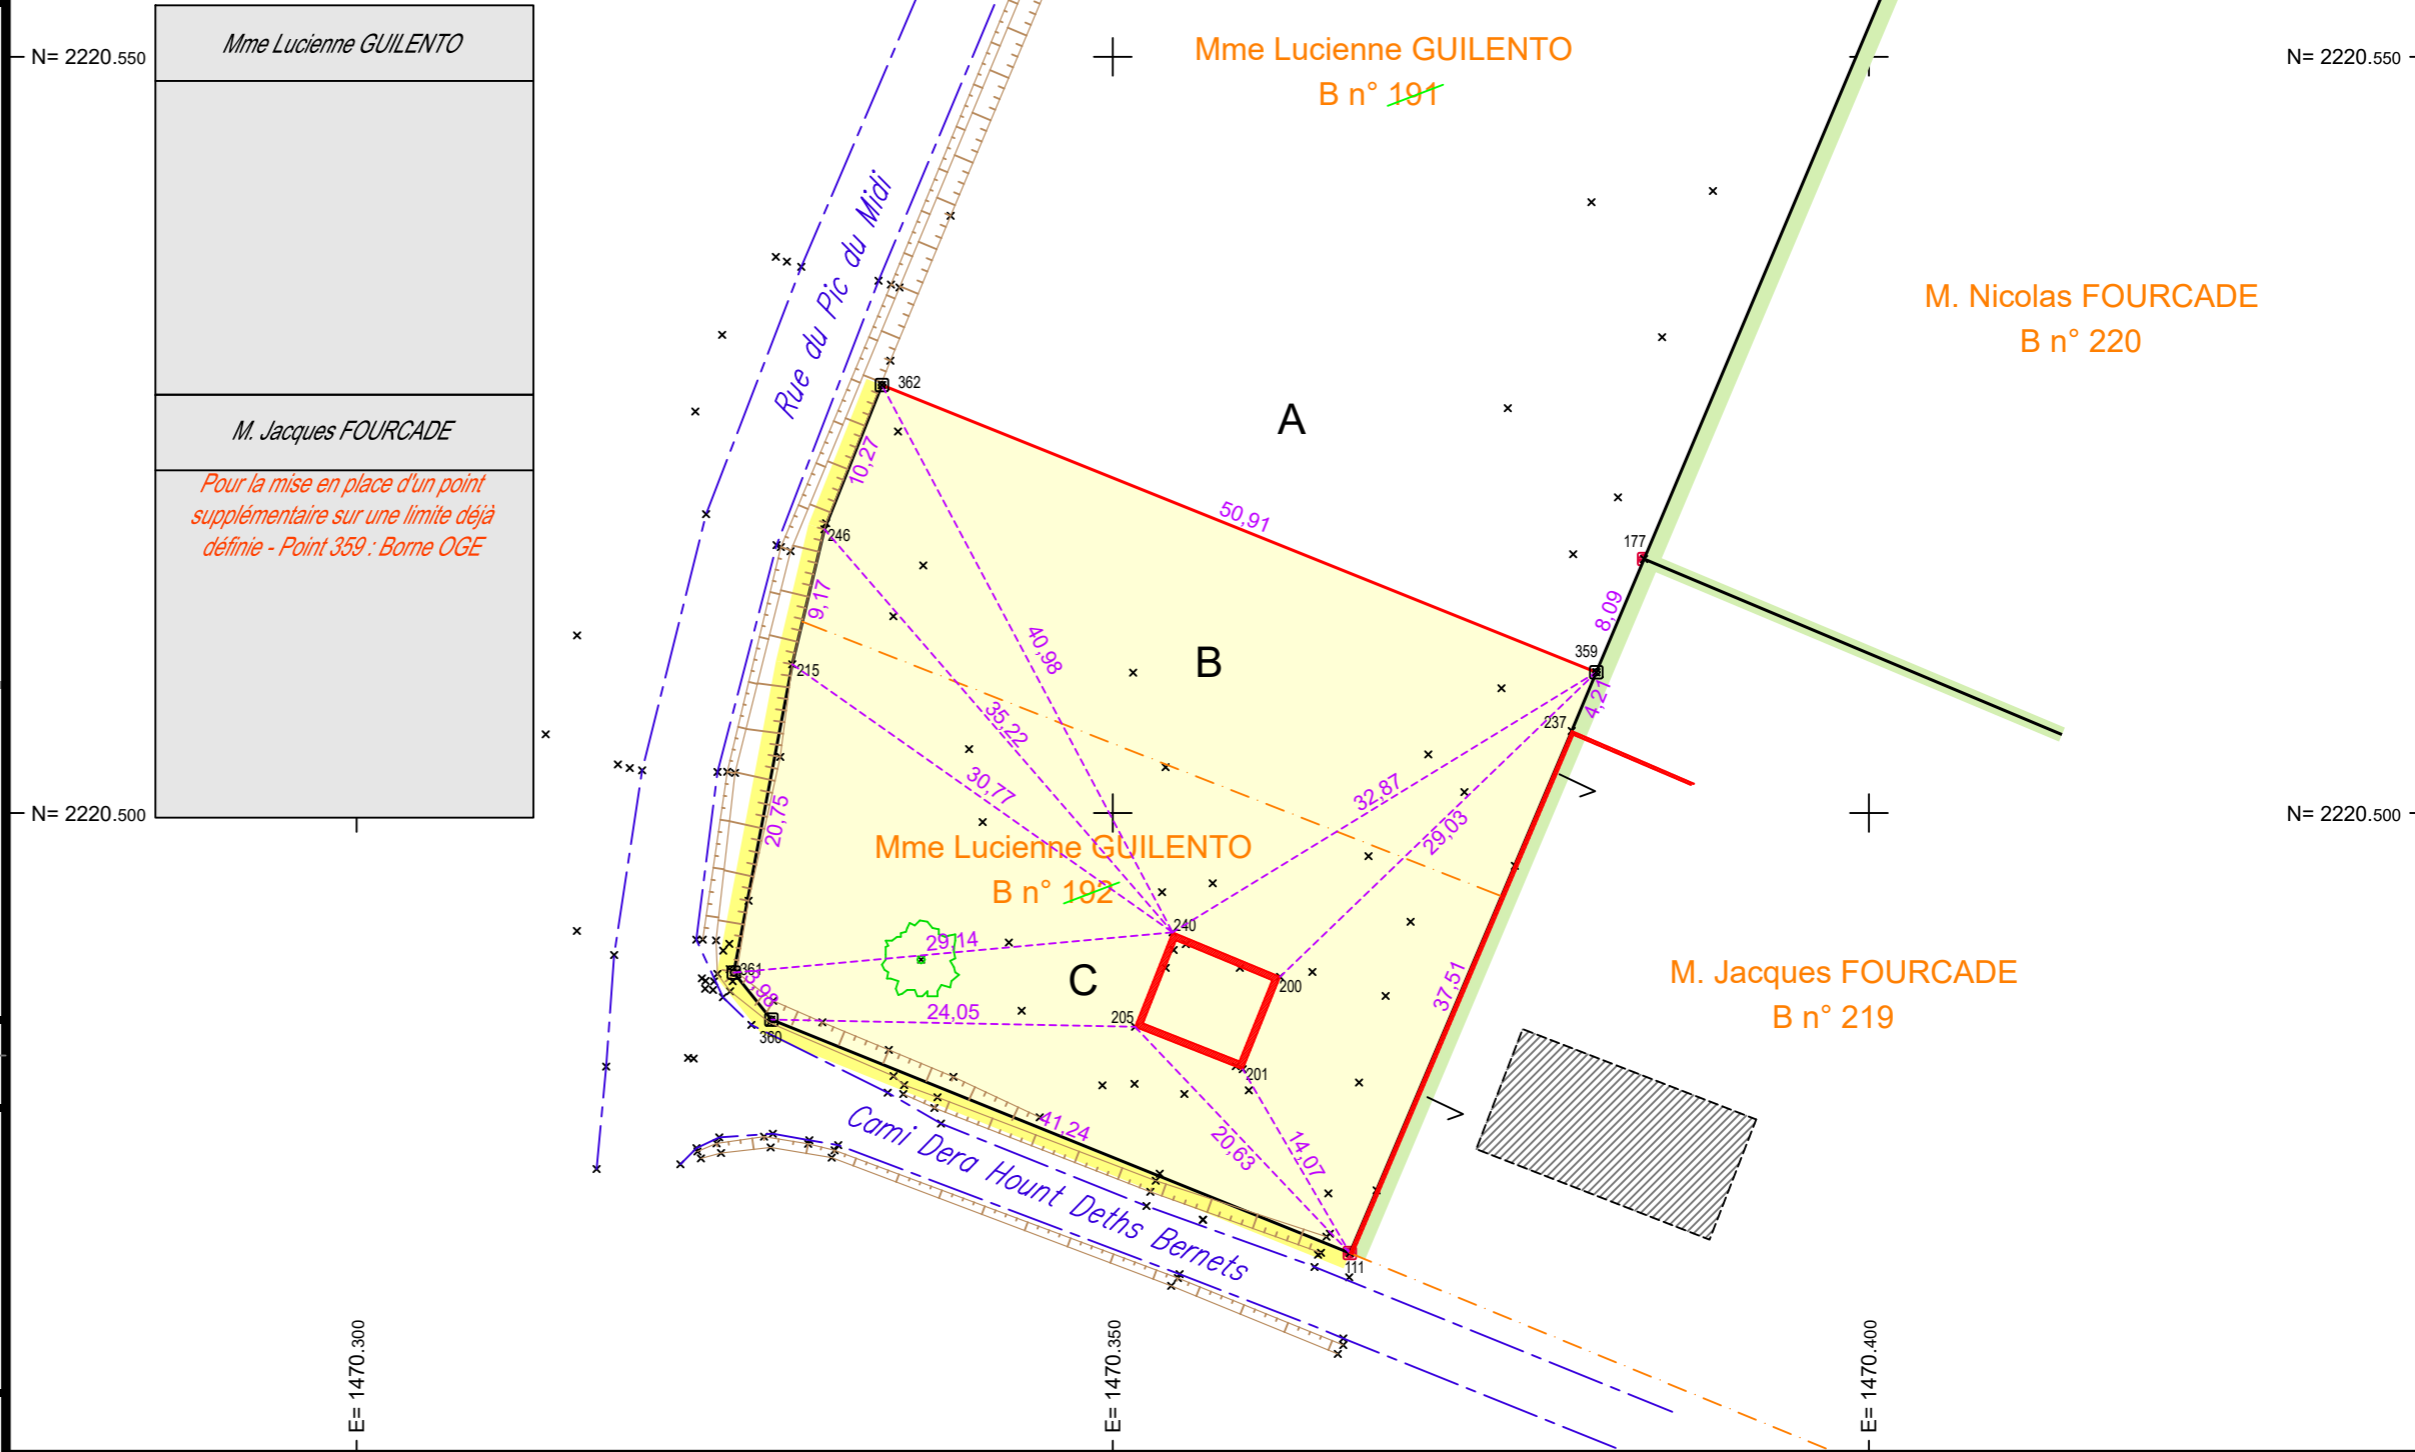 Mme Lucienne GUILENTO
M. Jacques FOURCADE
Pour la mise en place d'un point
supplémentaire sur une limite déjà
définie - Point 359 : Borne OGE
N= 2220.550
N= 2220.550
Mme Lucienne GUILENTO
B n° 191
M. Nicolas FOURCADE
B n° 220
Rue du Pic du Midi
362
A
10,27
50,91
246
177
9,17
8,09
40,98
359
B
215
4,21
237
35,22
30,77
32,87
29,03
20,75
N= 2220.500
N= 2220.500
Mme Lucienne GUILENTO
B n° 192
240
29,14
361
3,98
C
200
37,51
M. Jacques FOURCADE
B n° 219
24,05
205
360
201
41,24
20,63
14,07
Cami Dera Hount Deths Bernets
111
E= 1470.300
E= 1470.350
E= 1470.400